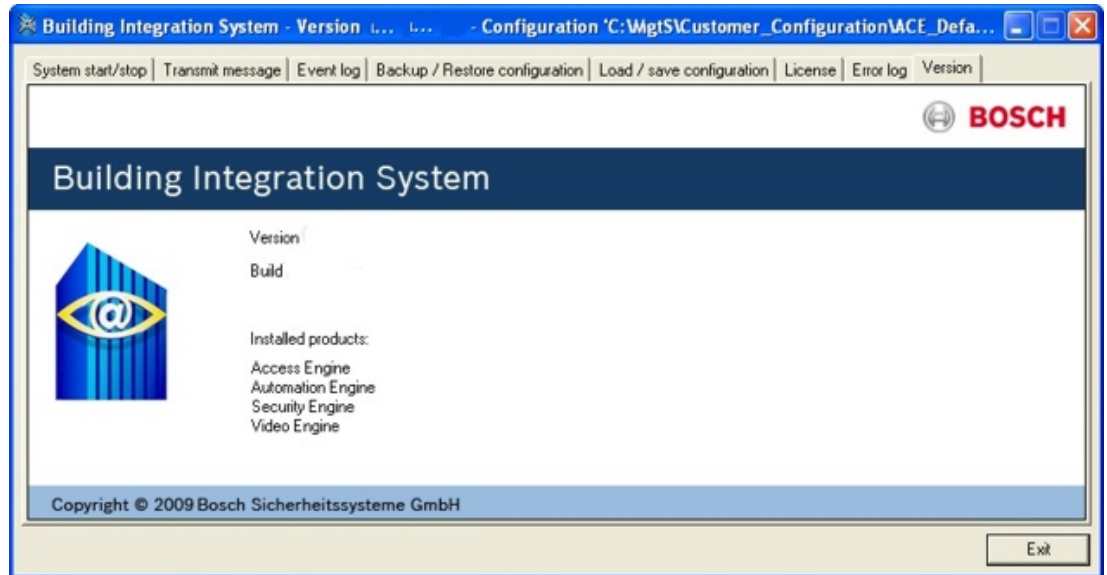 Building Integration System - Version - Configuration 'C:\MgtS\Customer_Configuration\ACE_Defa...
System start/stop Transmit message Event log Backup / Restore configuration Load / save configuration License Error log Version
BOSCH
Building Integration System
Version
Build
@
Installed products:
Access Engine
Automation Engine
Security Engine
Video Engine
Copyright © 2009 Bosch Sicherheitssysteme GmbH
Exit